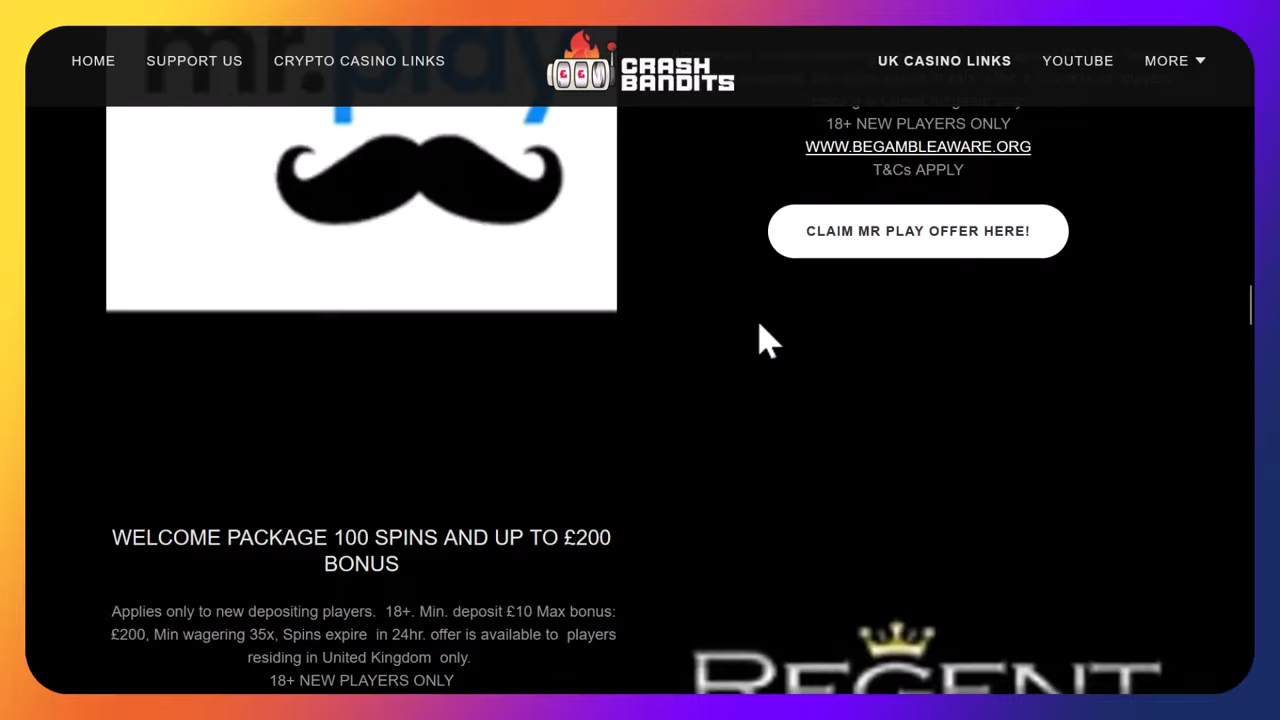 HOME
SUPPORT US
CRYPTO CASINO LINKS
CRASH
BANDITS
UK CASINO LINKS
YOUTUBE
MORE
mr.play
18+ NEW PLAYERS ONLY
WWW.BEGAMBLEAWARE.ORG
T&Cs APPLY
CLAIM MR PLAY OFFER HERE!
WELCOME PACKAGE 100 SPINS AND UP TO £200
BONUS
Applies only to new depositing players. 18+. Min. deposit £10 Max bonus:
£200, Min wagering 35x, Spins expire in 24hr. offer is available to players
residing in United Kingdom only.
18+ NEW PLAYERS ONLY
REGENT